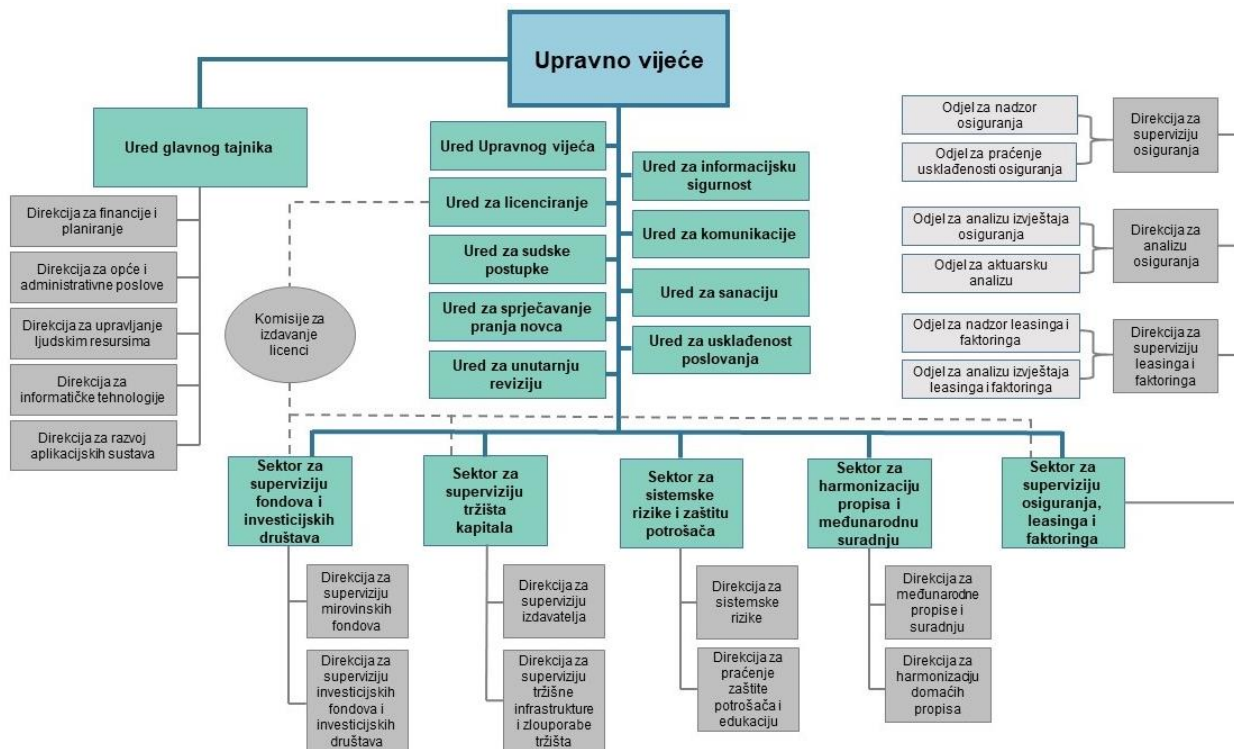 Upravno vijeće
Ured glavnog tajnika
Direkcija za financije i
planiranje
Direkcija za opće i
administrativne poslove
Direkcija za upravljanje
ljudskim resursima
Direkcija za
informatičke tehnologije
Direkcija za razvoj
aplikacijskih sustava
Komisije za
izdavanje
licenci
Ured Upravnog vijeća
Ured za licenciranje
Ured za sudske
postupke
Ured za sprječavanje
pranja novca
Ured za unutarnju
reviziju
Ured za informacijsku
sigurnost
Ured za komunikacije
Ured za sanaciju
Ured za usklađenost
poslovanja
Odjel za nadzor
osiguranja
Odjel za praćenje
usklađenosti osiguranja
Direkcija za
superviziju
osiguranja
Odjel za analizu izvještaja
osiguranja
Odjel za aktuarsku
analizu
Direkcija za
analizu
osiguranja
Odjel za nadzor leasinga i
faktoringa
Odjel za analizu izvještaja
leasinga i faktoringa
Direkcija za
superviziju
leasinga i
faktoringa
Sektor za
superviziju
fondova i
investicijskih
društava
Direkcija za
superviziju
mirovinskih
fondova
Direkcija za
superviziju
investicijskih
fondova i
investicijskih
društava
Sektor za
superviziju
tržišta
kapitala
Direkcija za
superviziju
izdavatelja
Direkcija za
superviziju
tržišne
infrastrukture
i zlouporabe
tržišta
Sektor za
sistemske
rizike i zaštitu
potrošača
Direkcija za
sistemske
rizike
Direkcija za
praćenje
zaštite
potrošača i
edukaciju
Sektor za
harmonizaciju
propisa i
međunarodnu
suradnju
Direkcija za
međunarodne
propise i
suradnju
Direkcija za
harmonizaciju
domaćih
propisa
Sektor za
superviziju
osiguranja,
leasinga i
faktoringa